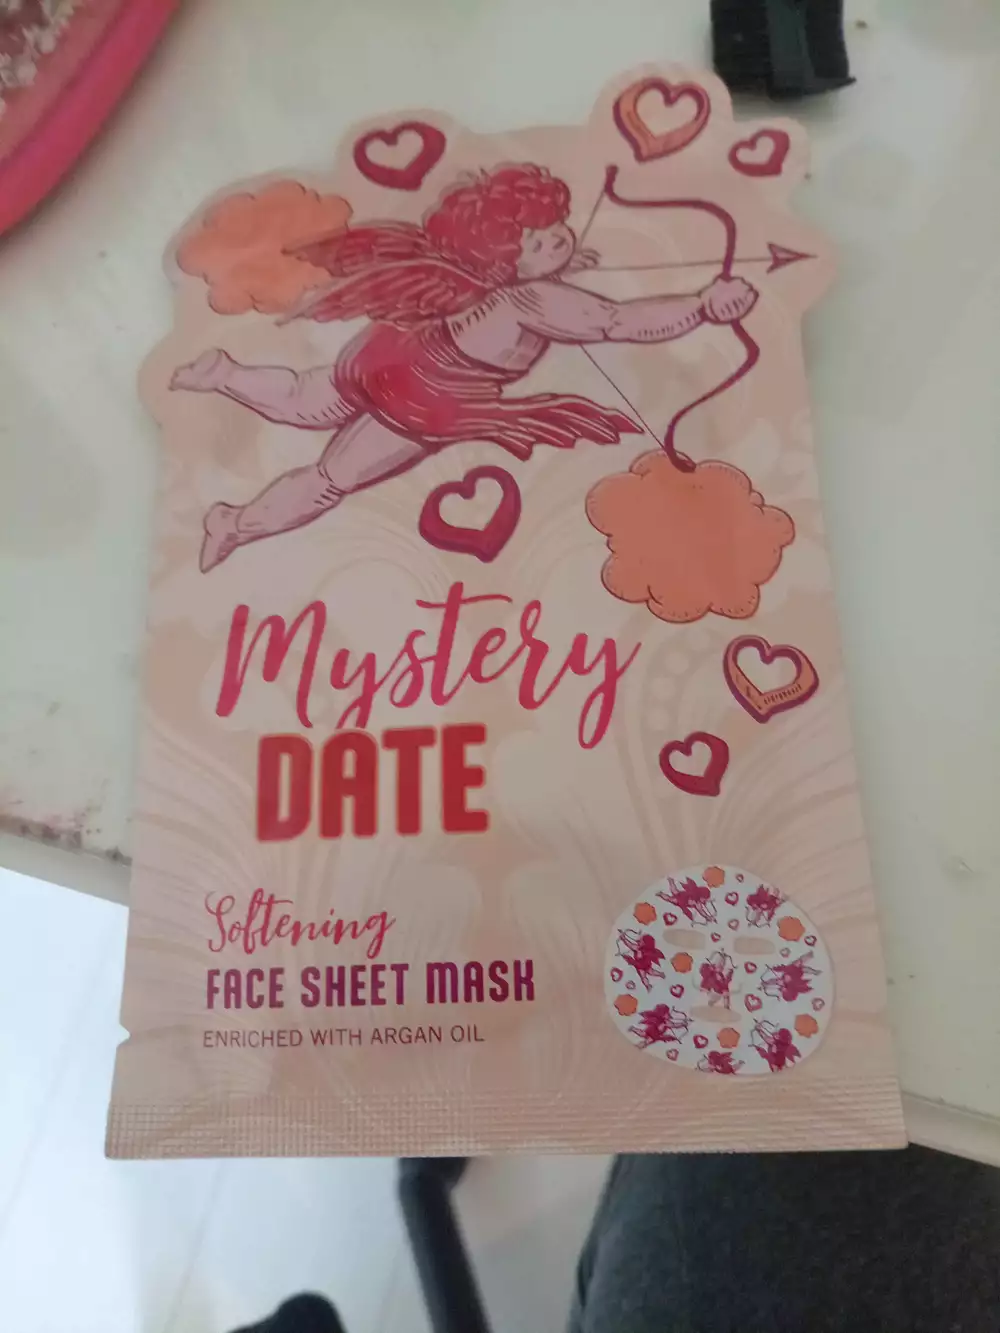 Mystery
DATE
Softening
FACE SHEET MASK
ENRICHED WITH ARGAN OIL